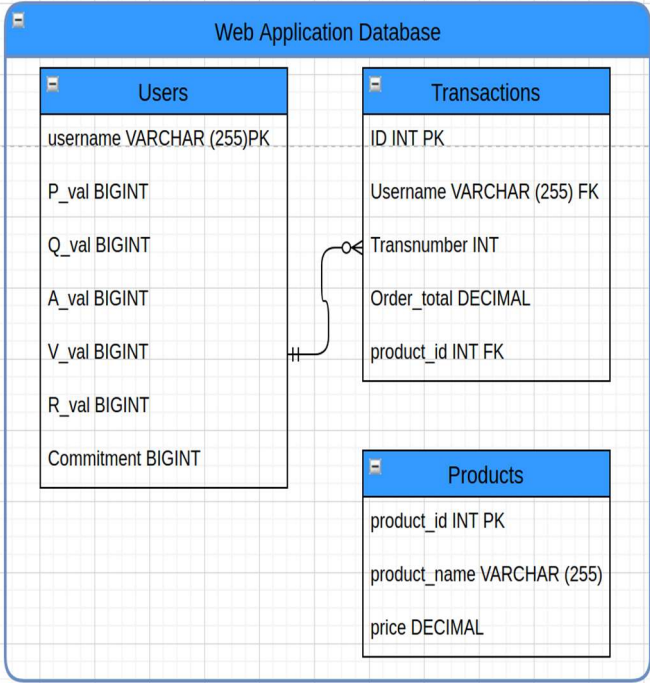 Web Application Database
Users
username VARCHAR (255)PK
P_val BIGINT
Q_val BIGINT
A_val BIGINT
V_val BIGINT
R_val BIGINT
Commitment BIGINT
Transactions
ID INT PK
Username VARCHAR (255) FK
Transnumber INT
Order_total DECIMAL
product_id INT FK
Products
product_id INT PK
product_name VARCHAR (255)
price DECIMAL